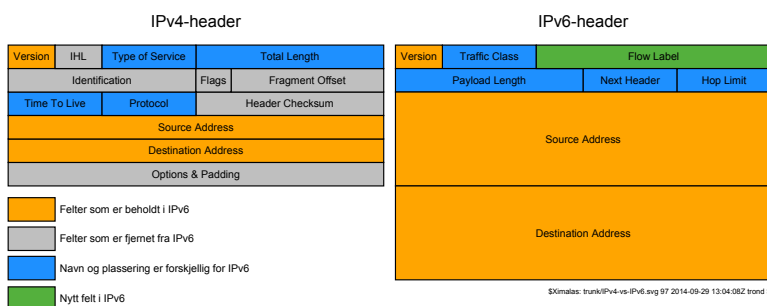 IPv4-header
Version IHL Type of Service Total Length
Identification Flags Fragment Offset
Time To Live Protocol Header Checksum
Source Address
Destination Address
Options & Padding
Felter som er beholdt i IPv6
Felter som er fjernet fra IPv6
Navn og plassering er forskjellig for IPv6
Nytt felt i IPv6
IPv6-header
Version Traffic Class Flow Label
Payload Length Next Header Hop Limit
Source Address
Destination Address
$Ximalas: trunk/IPv4-vs-IPv6.svg 97 2014-09-29 13:04:08Z trond